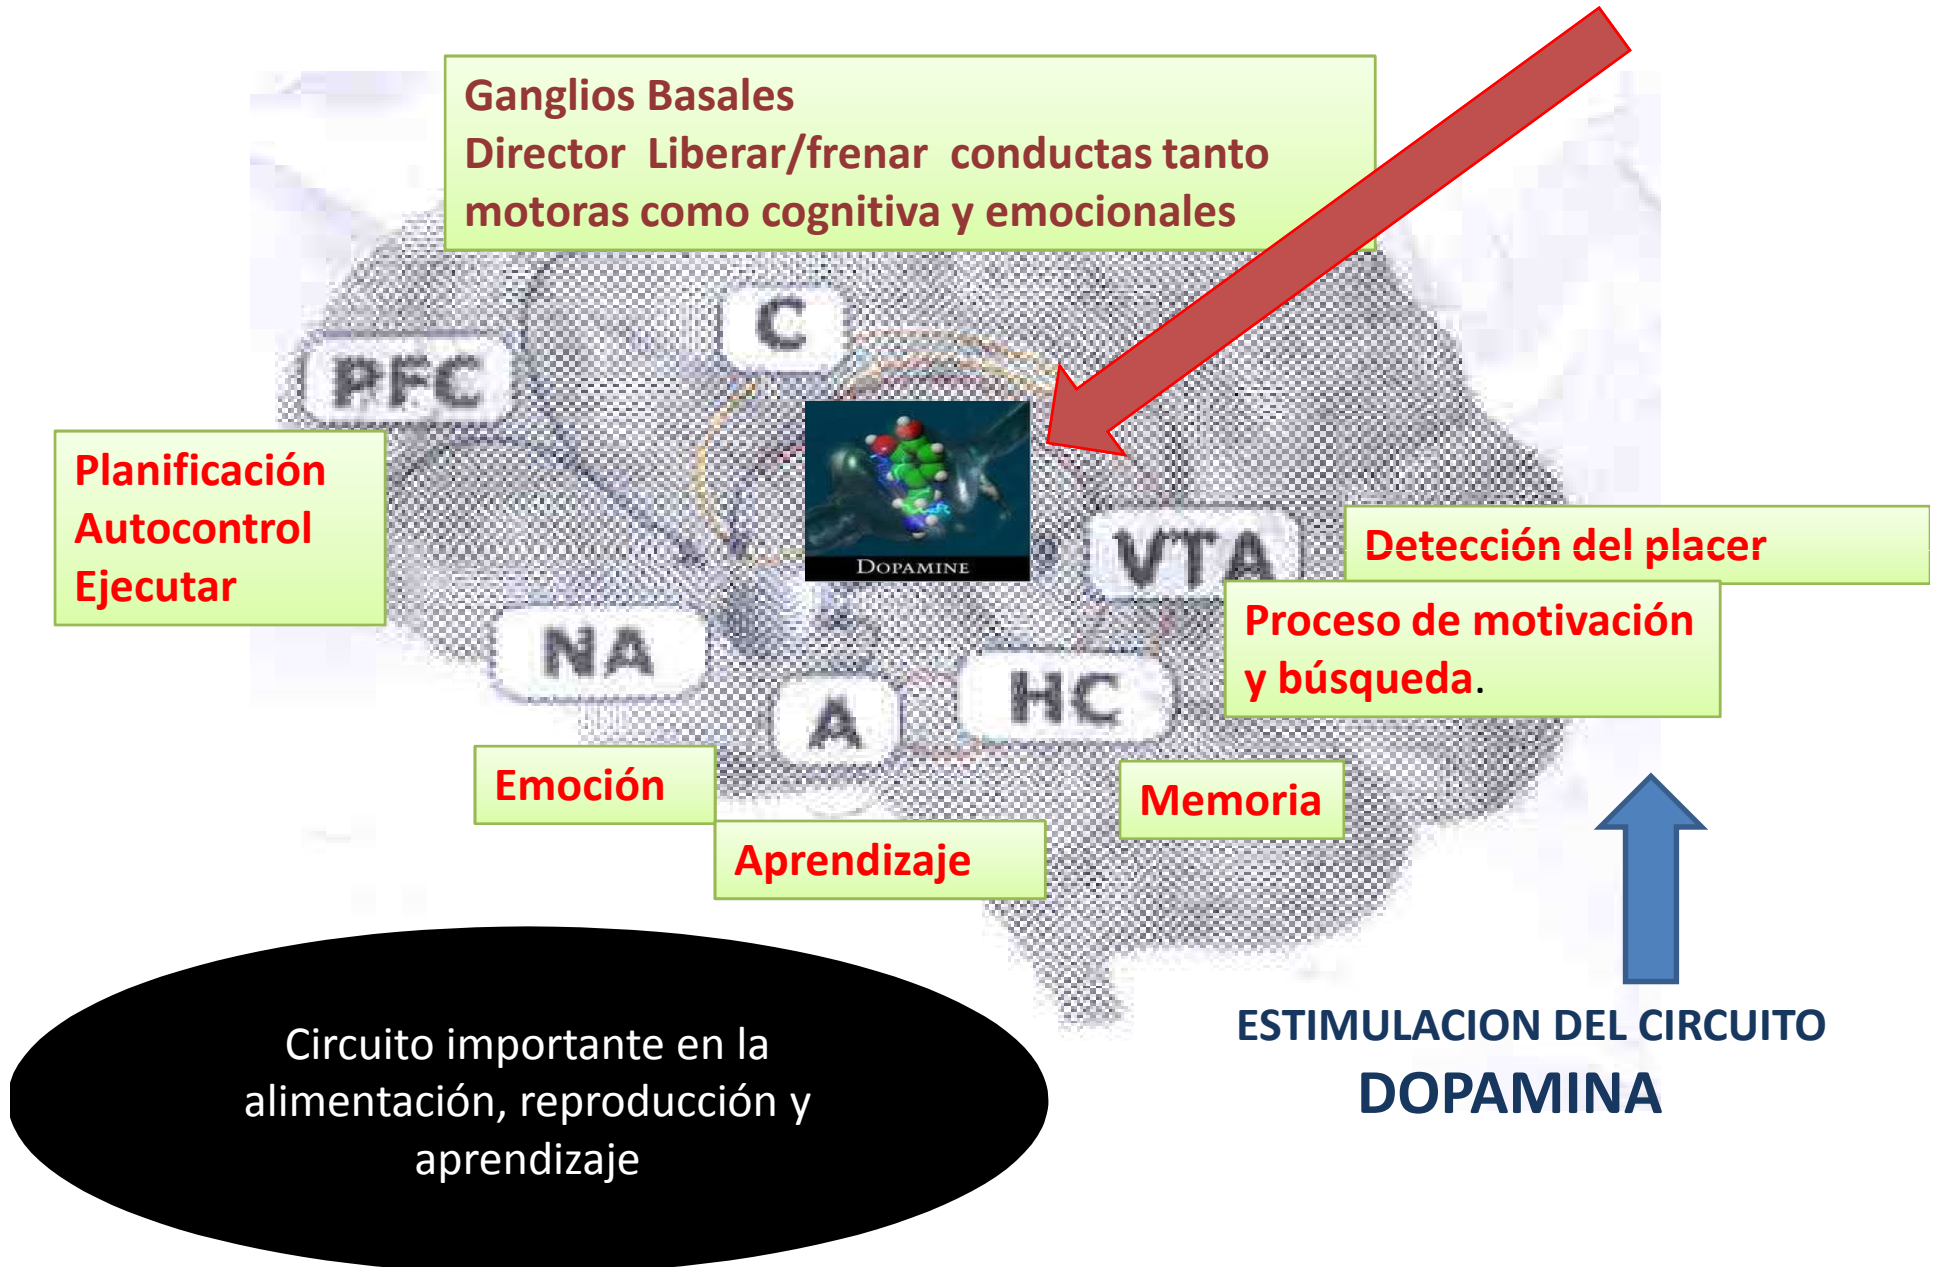 Ganglios Basales
Director Liberar/frenar conductas tanto
motoras como cognitiva y emocionales
C
PFC
Planificación
Autocontrol
Ejecutar
DOPAMINE
VTA
Detección del placer
Proceso de motivación
y búsqueda.
NA
A
HC
Emoción
Aprendizaje
Memoria
Circuito importante en la
alimentación, reproducción y
aprendizaje
ESTIMULACION DEL CIRCUITO
DOPAMINA